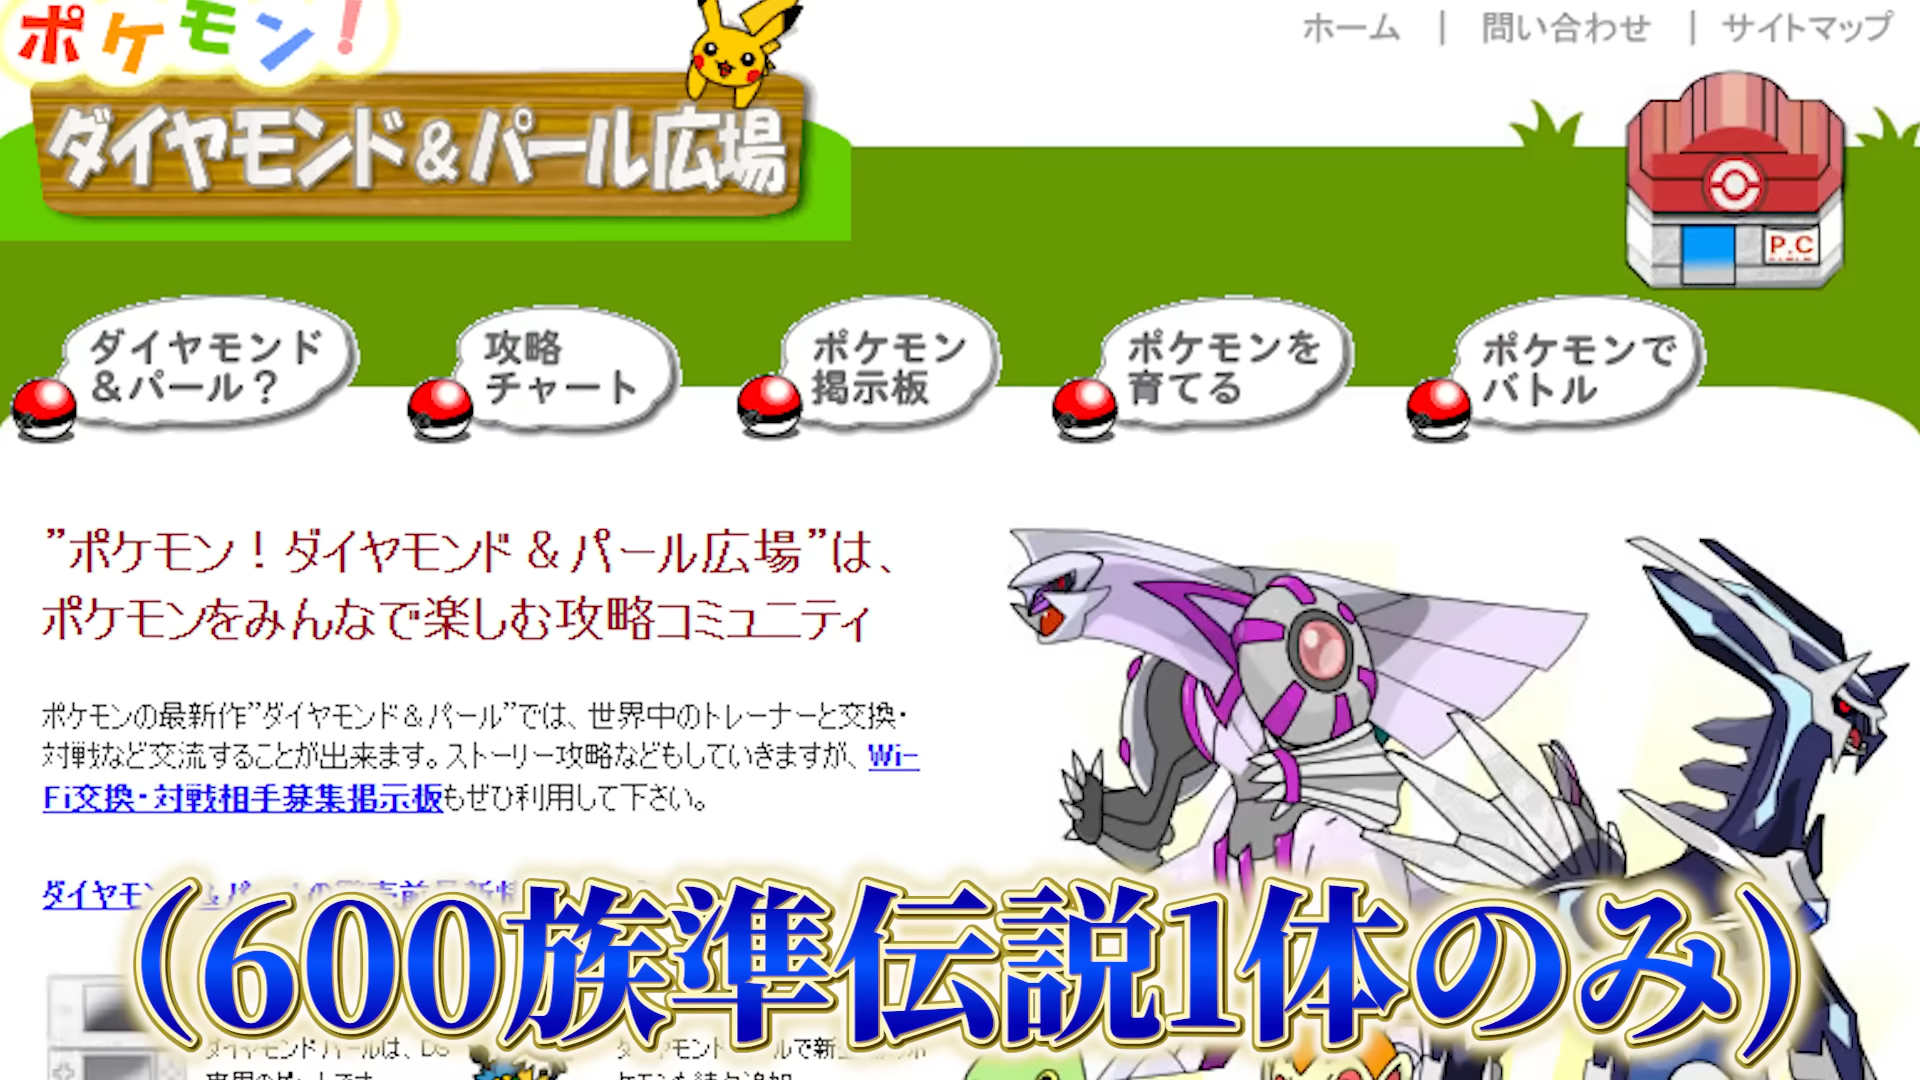 ポケモン！
ダイヤモンド＆パール広場
ホーム | 問い合わせ | サイトマップ
P.C
ダイヤモンド
＆パール？
攻略
チャート
ポケモン
掲示板
ポケモンを
育てる
ポケモンで
バトル
”ポケモン！ダイヤモンド＆パール広場”は、
ポケモンをみんなで楽しむ攻略コミュニティ
ポケモンの最新作”ダイヤモンド＆パール”では、世界中のトレーナーと交換・
対戦など交流することが出来ます。ストーリー攻略などもしていきますが、Wi-
Fi交換・対戦相手募集掲示板もぜひ利用して下さい。
ダイヤモン
（600族準伝説1体のみ）